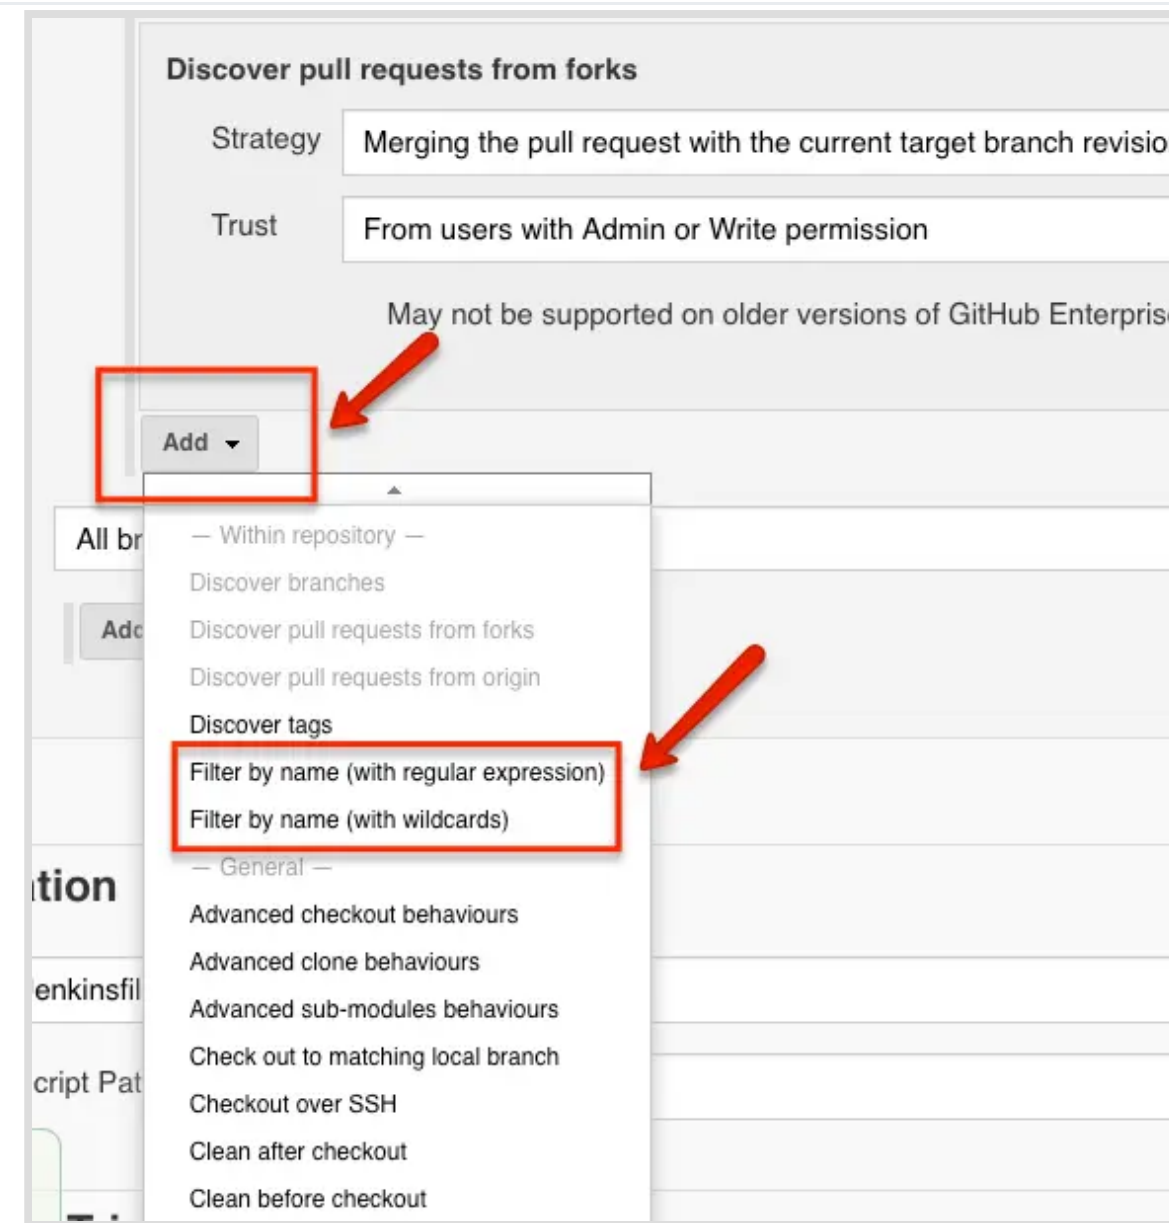 Discover pull requests from forks
Strategy
Merging the pull request with the current target branch revisio
Trust
From users with Admin or Write permission
May not be supported on older versions of GitHub Enterprise
Add
All br
— Within repository —
Discover branches
Add
Discover pull requests from forks
Discover pull requests from origin
Discover tags
Filter by name (with regular expression)
Filter by name (with wildcards)
— General —
ation
Advanced checkout behaviours
Advanced clone behaviours
enkinsfil
Advanced sub-modules behaviours
Check out to matching local branch
cript Pat
Checkout over SSH
Clean after checkout
Clean before checkout